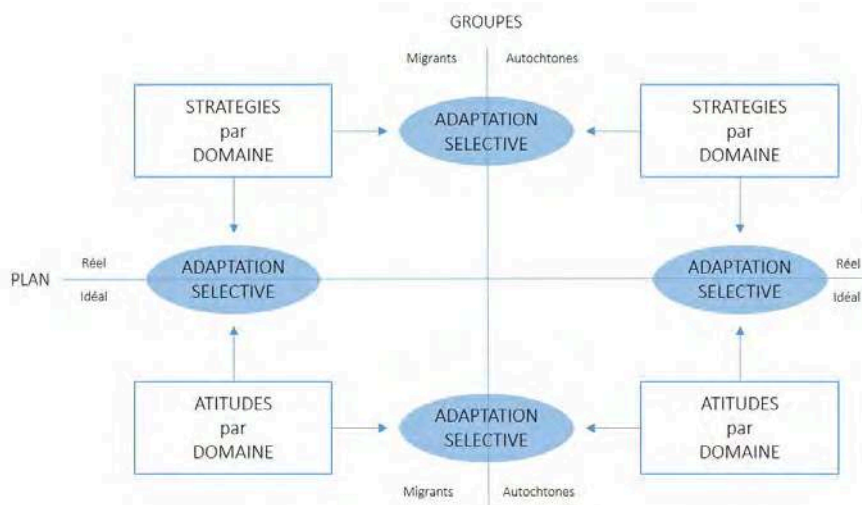 GROUPES
Migrants Autochtones
STRATEGIES
par
DOMAINE
ADAPTATION
SELECTIVE
STRATEGIES
par
DOMAINE
PLAN
Réel
Idéal
ADAPTATION
SELECTIVE
ADAPTATION
SELECTIVE
Réel
Idéal
ATITUDES
par
DOMAINE
ADAPTATION
SELECTIVE
ATITUDES
par
DOMAINE
Migrants Autochtones